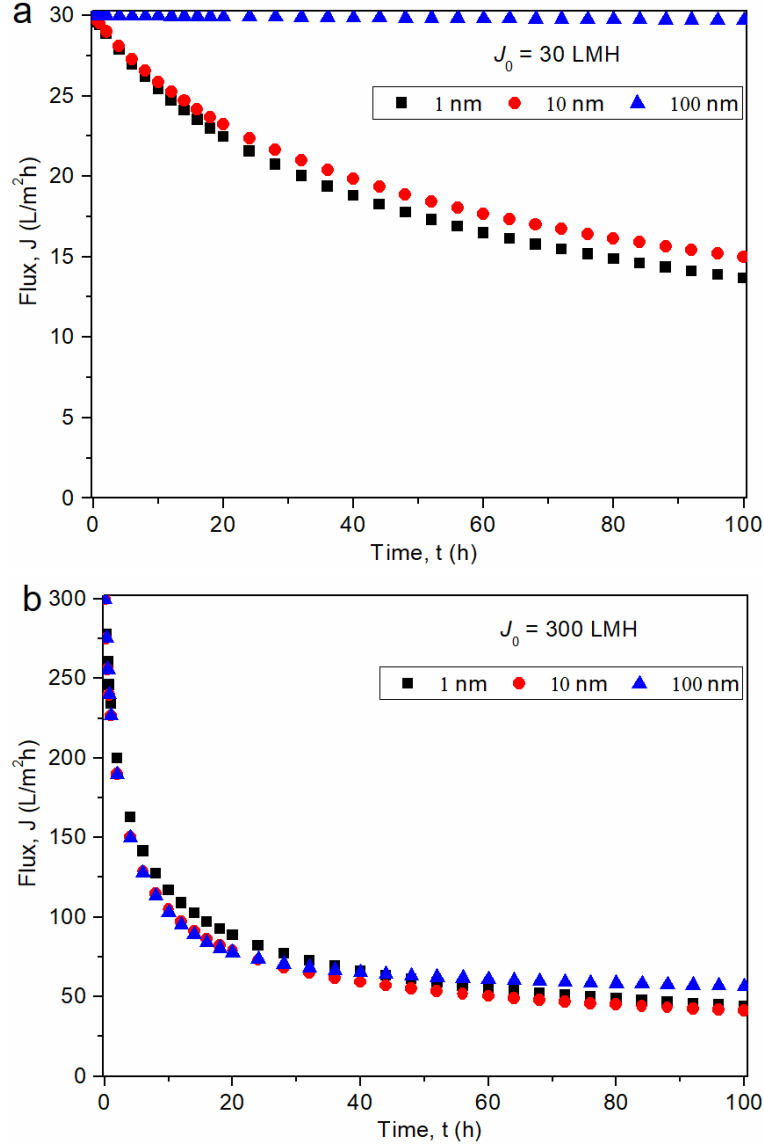 a
J₀ = 30 LMH
1 nm 10 nm 100 nm
30
25
20
15
10
5
0
Flux, J (L/m²h)
0 20 40 60 80 100
Time, t (h)
b
J₀ = 300 LMH
1 nm 10 nm 100 nm
300
250
200
150
100
50
0
Flux, J (L/m²h)
0 20 40 60 80 100
Time, t (h)